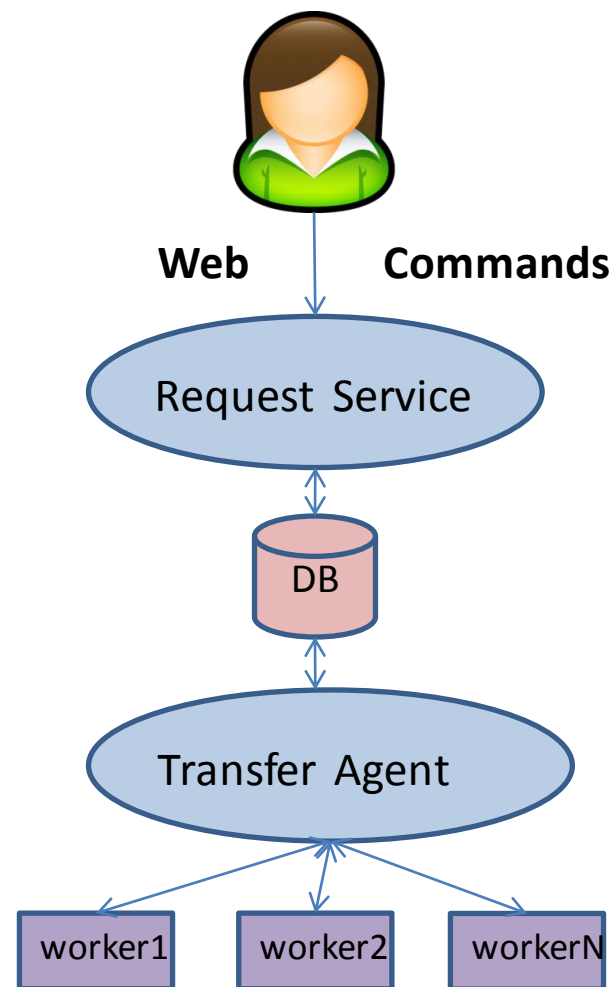 Web Commands
Request Service
DB
Transfer Agent
worker1 worker2 workerN